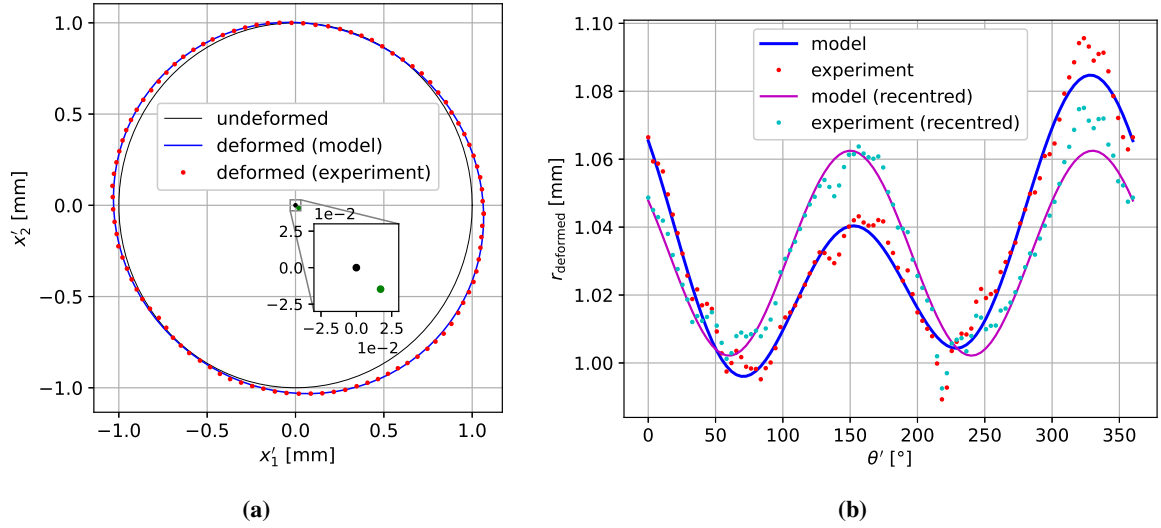 1.0
0.5
0.0
−0.5
−1.0
−1.0
−0.5
0.0
0.5
1.0
x′₂ [mm]
x′₁ [mm]
undeformed
deformed (model)
deformed (experiment)
1e−2
2.5
0.0
−2.5
−2.5
0.0
2.5
1e−2
(a)
1.10
1.08
1.06
1.04
1.02
1.00
r_deformed [mm]
model
experiment
model (recentred)
experiment (recentred)
0
50
100
150
200
250
300
350
θ′ [°]
(b)